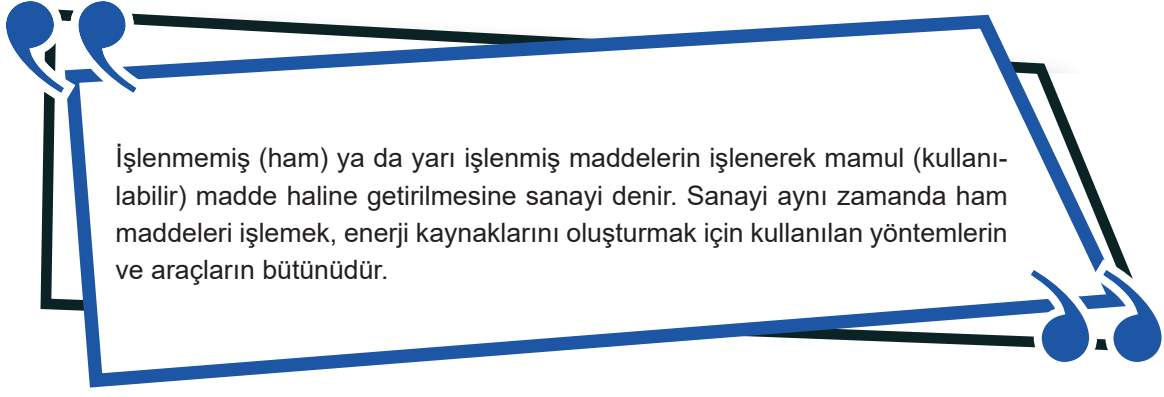 İşlenmemiş (ham) ya da yarı işlenmiş maddelerin işlenerek mamul (kullanı-
labilir) madde haline getirilmesine sanayi denir. Sanayi aynı zamanda ham
maddeleri işlemek, enerji kaynaklarını oluşturmak için kullanılan yöntemlerin
ve araçların bütünüdür.